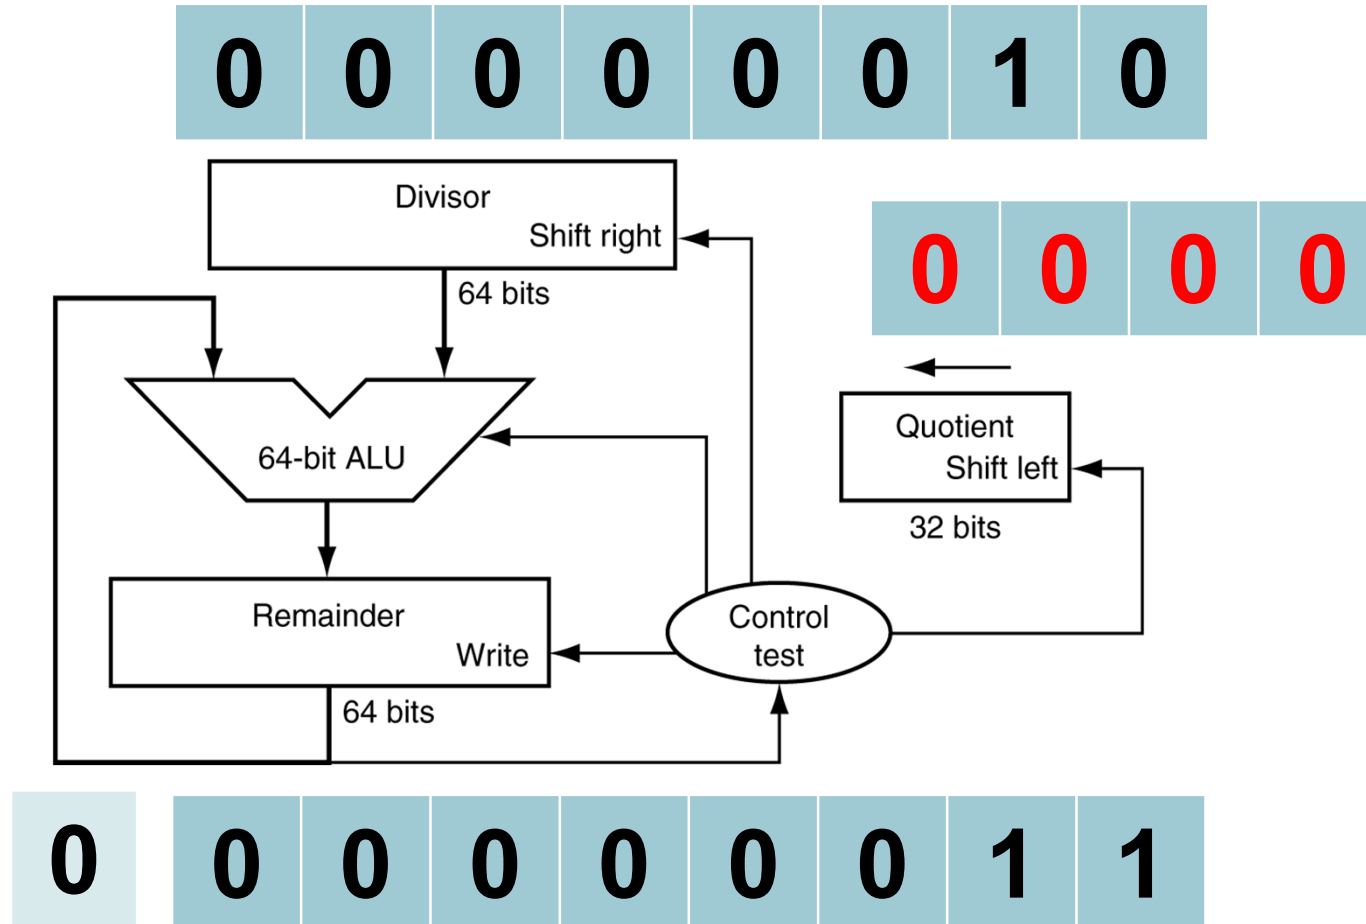 0 0 0 0 0 0 1 0
Divisor
Shift right
64 bits
0 0 0 0
64-bit ALU
Quotient
Shift left
32 bits
Remainder
Write
64 bits
Control
test
0 0 0 0 0 0 0 1 1